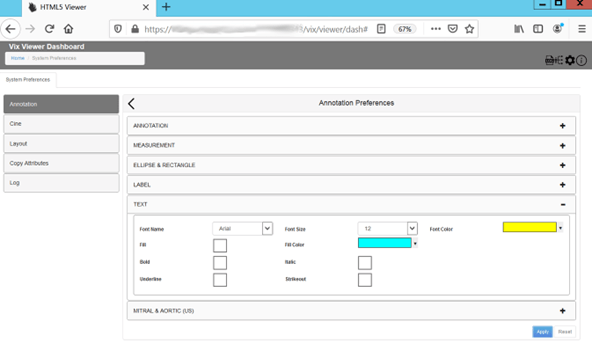 HTML5 Viewer
https://
/vix/viewer/dash#
67%
Vix Viewer Dashboard
Home / System Preferences
System Preferences
Annotation
Cine
Layout
Copy Attributes
Log
Annotation Preferences
ANNOTATION
MEASUREMENT
ELLIPSE & RECTANGLE
LABEL
TEXT
Font Name Arial Font Size 12 Font Color
Fill Fill Color
Bold Italic
Underline Strikeout
MITRAL & AORTIC (US)
Apply Reset